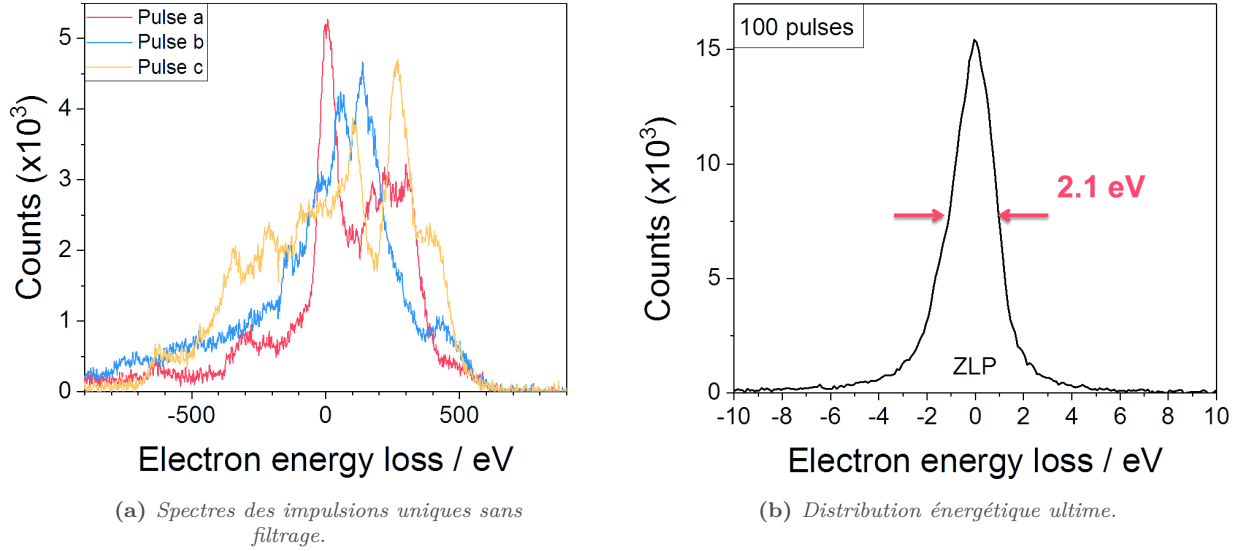 Pulse a
Pulse b
Pulse c
Counts (x10³)
5
4
3
2
1
0
-500
0
500
Electron energy loss / eV
(a) Spectres des impulsions uniques sans
filtrage.
100 pulses
Counts (x10³)
15
10
5
0
2.1 eV
ZLP
-10
-8
-6
-4
-2
0
2
4
6
8
10
Electron energy loss / eV
(b) Distribution énergétique ultime.